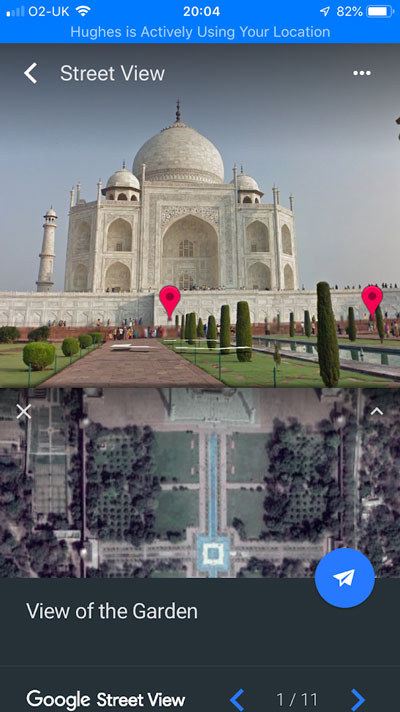 O2-UK 20:04 82%
Hughes is Actively Using Your Location
Street View
View of the Garden
Google Street View 1 / 11